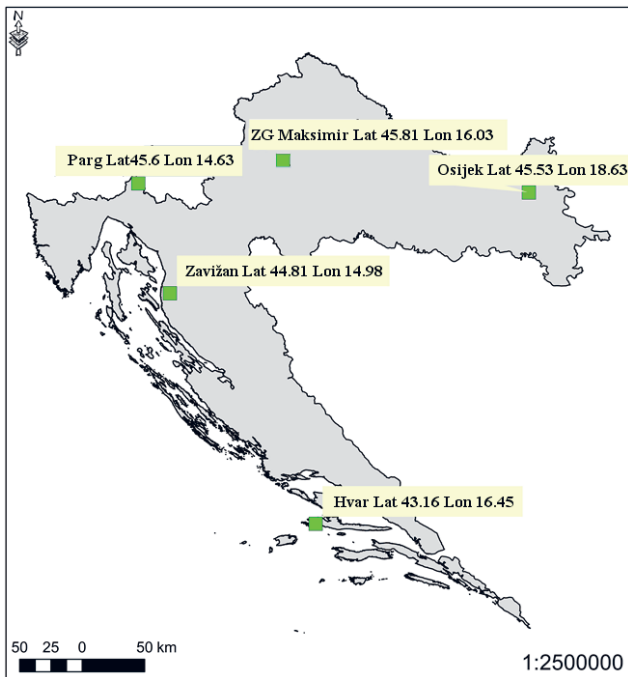 N
ZG Maksimir Lat 45.81 Lon 16.03
Parg Lat45.6 Lon 14.63
Osijek Lat 45.53 Lon 18.63
Zavižan Lat 44.81 Lon 14.98
Hvar Lat 43.16 Lon 16.45
50 25 0 50 km
1:2500000